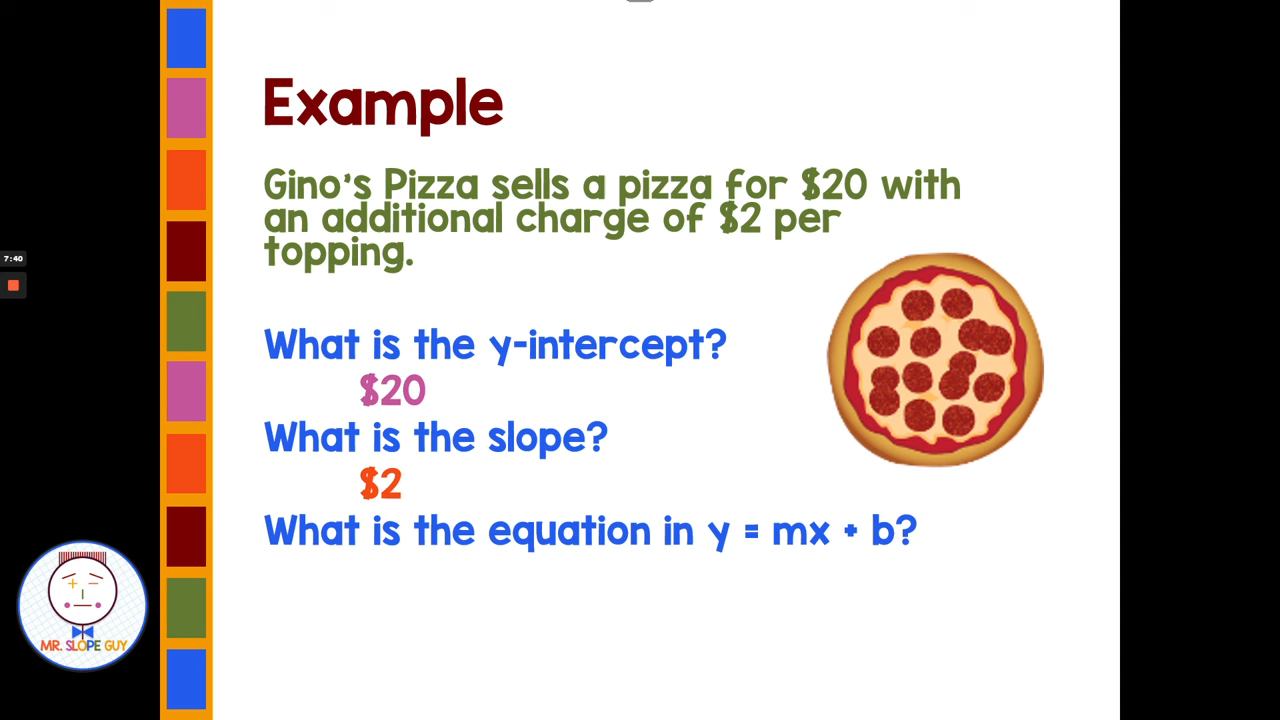 Example
Gino's Pizza sells a pizza for $20 with
an additional charge of $2 per
topping.
What is the y-intercept?
$20
What is the slope?
$2
What is the equation in y = mx + b?
7:40
MR. SLOPE GUY